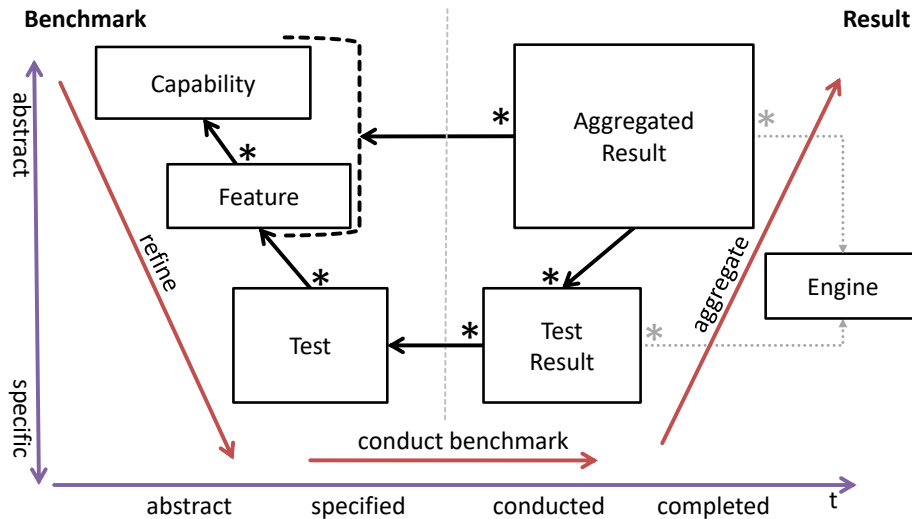 Benchmark
Result
abstract
Capability
*
*
Aggregated
Result
*
Feature
refine
*
*
aggregate
Engine
Test
*
Test
Result
*
specific
conduct benchmark
abstract
specified
conducted
completed
t